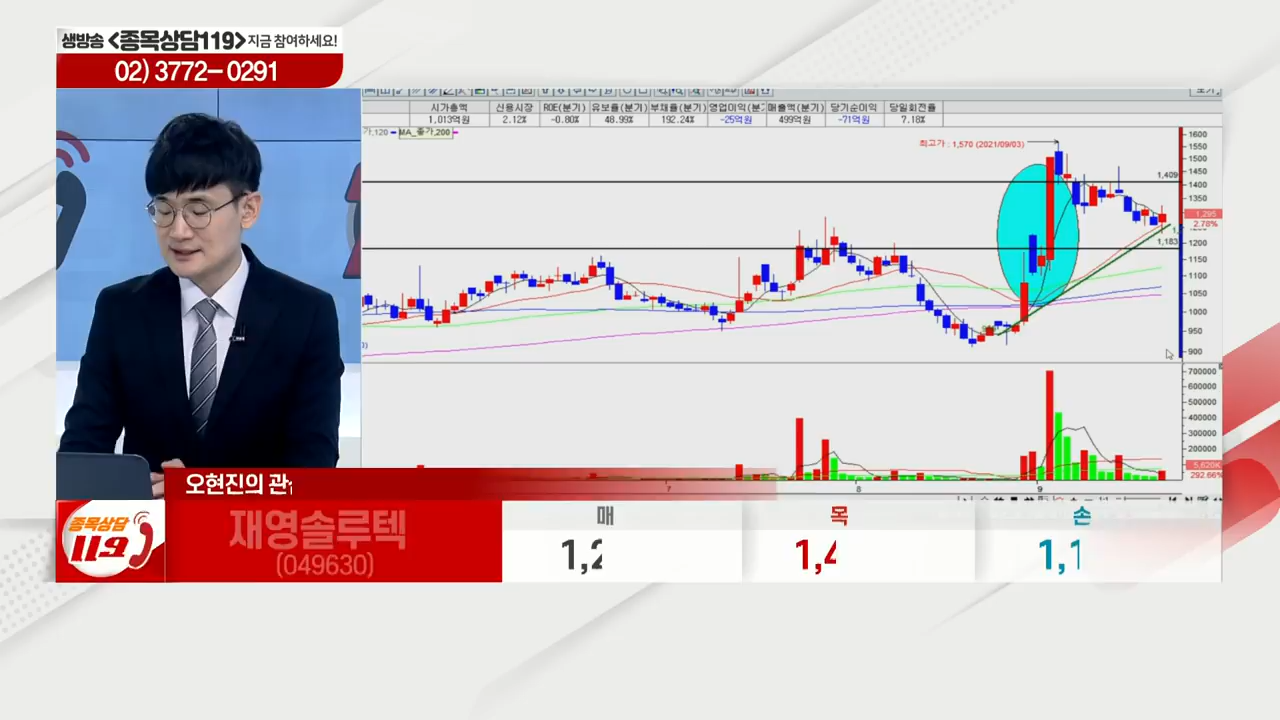 생방송 <종목상담119> 지금 참여하세요!
02) 3772-0291
시가총액 신용시장 ROE(분기) 유보율(분기) 부채율(분기) 영업이익(분기 매출액(분기) 당기순이익 당일회전율
1,013억원 2.12% -0.80% 48.99% 192.24% -25억원 499억원 -71억원 7.18%
가,120 MA_종가,200
최고가 : 1,570 (2021/09/03)
1600
1550
1500
1450
1,409
1400
1350
1300
1,295
2.78%
1,183
1200
1150
1100
1050
1000
950
900
700000
600000
500000
400000
300000
200000
5,620K
292.66%
7 8 9
오현진의 관
종목상담
119
재영솔루텍
(049630)
매 목 손
1,2 1,4 1,1